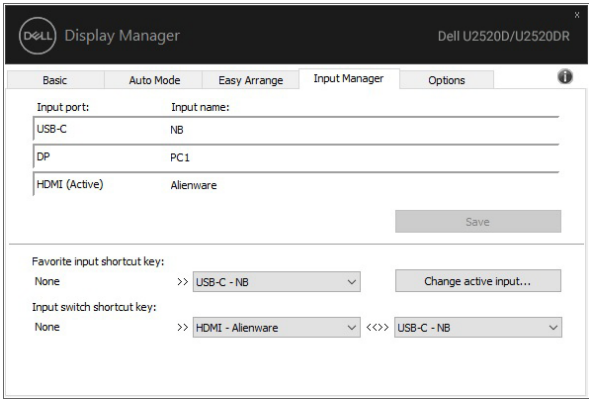 DELL Display Manager Dell U2520D/U2520DR x
Basic Auto Mode Easy Arrange Input Manager Options i
Input port: Input name:
USB-C NB
DP PC1
HDMI (Active) Alienware
Save
Favorite input shortcut key:
None >> USB-C - NB Change active input...
Input switch shortcut key:
None >> HDMI - Alienware <<>> USB-C - NB